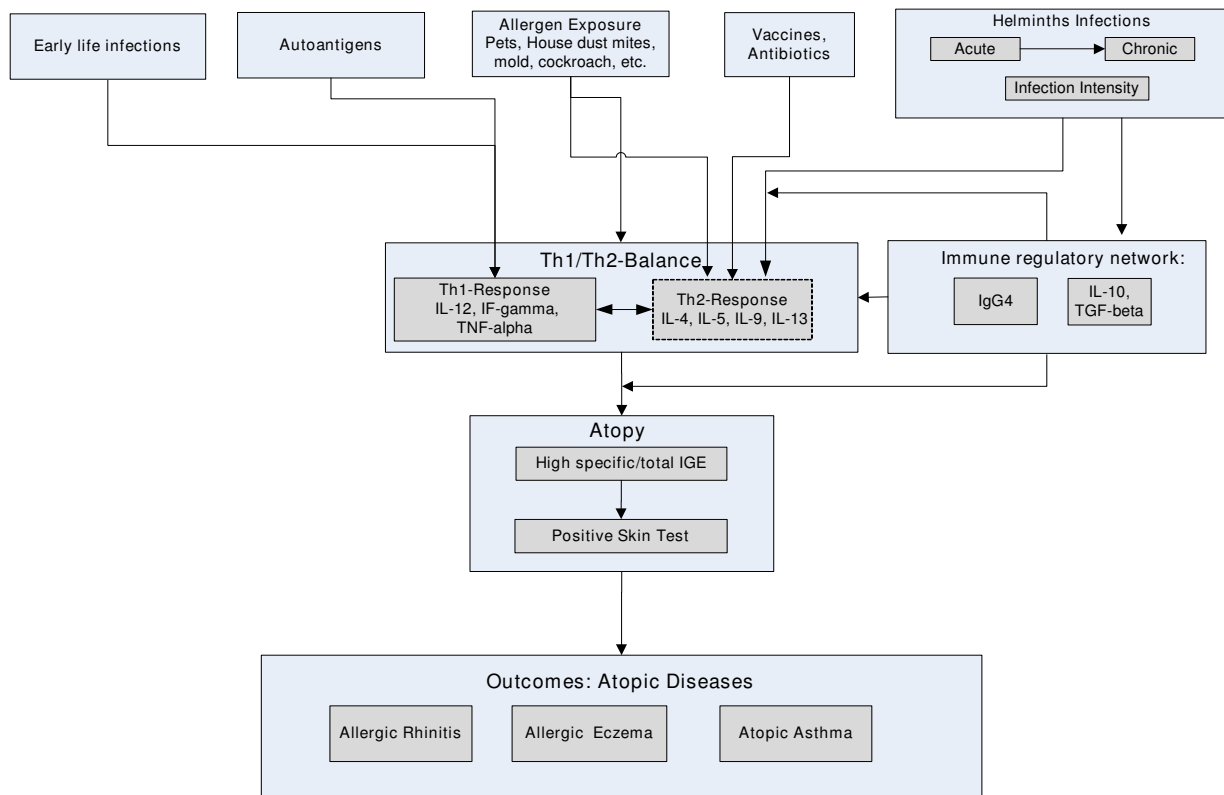 Early life infections
Autoantigens
Allergen Exposure
Pets, House dust mites,
mold, cockroach, etc.
Vaccines,
Antibiotics
Helminths Infections
Acute
Chronic
Infection Intensity
Th1/Th2-Balance
Th1-Response
IL-12, IF-gamma,
TNF-alpha
Th2-Response
IL-4, IL-5, IL-9, IL-13
Immune regulatory network:
IgG4
IL-10,
TGF-beta
Atopy
High specific/total IGE
Positive Skin Test
Outcomes: Atopic Diseases
Allergic Rhinitis
Allergic Eczema
Atopic Asthma